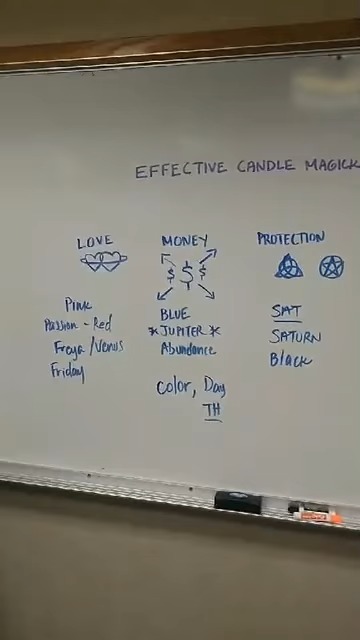 EFFECTIVE CANDLE MAGICK
LOVE
Pink
Passion - Red
Freya/Venus
Friday
MONEY
$ $ $
BLUE
*JUPITER*
Abundance
color, Day
TH
PROTECTION
SAT
SATURN
Black